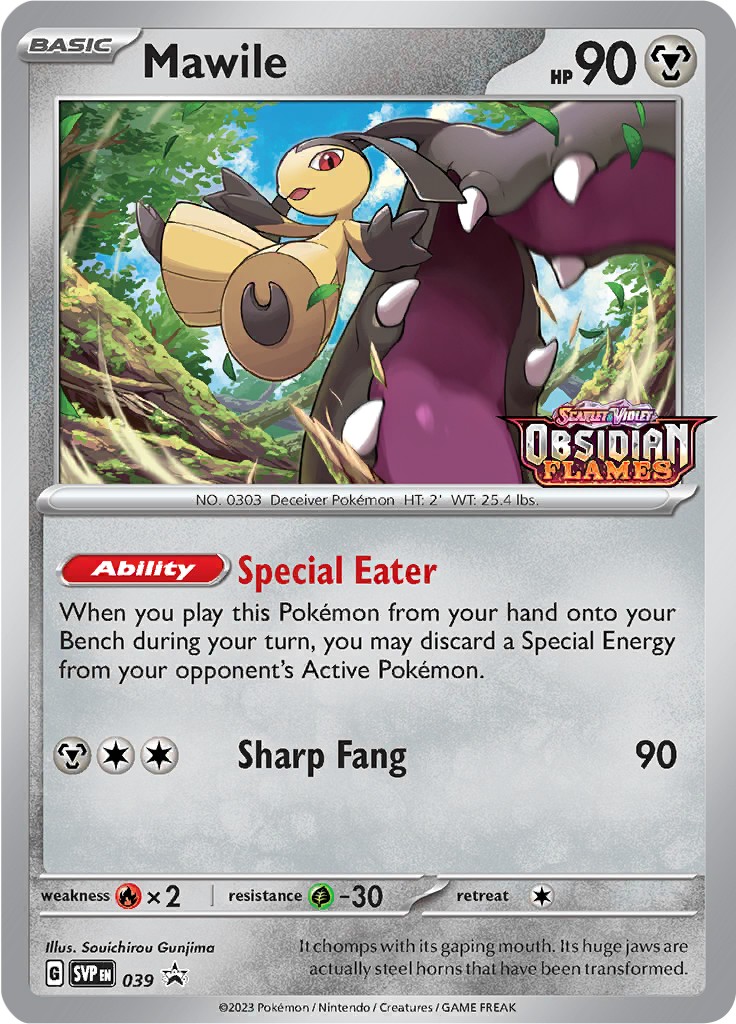 BASIC
Mawile
HP 90
SCARLET & VIOLET
OBSIDIAN
FLAMES
NO. 0303 Deceiver Pokémon HT: 2' WT: 25.4 lbs.
Ability Special Eater
When you play this Pokémon from your hand onto your
Bench during your turn, you may discard a Special Energy
from your opponent's Active Pokémon.
Sharp Fang 90
weakness ×2 resistance -30 retreat
Illus. Souichirou Gunjima
It chomps with its gaping mouth. Its huge jaws are
actually steel horns that have been transformed.
G SVP EN 039
©2023 Pokémon / Nintendo / Creatures / GAME FREAK